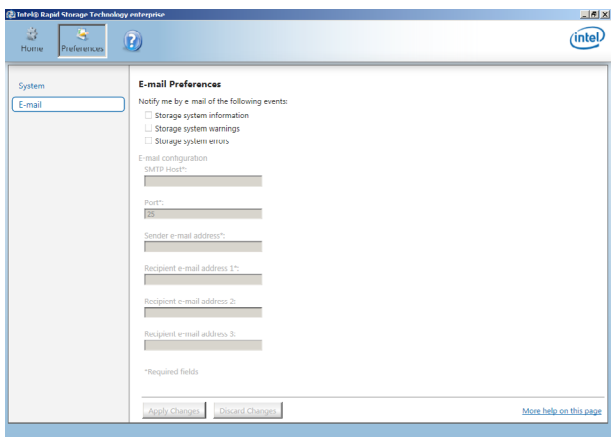 Intel® Rapid Storage Technology enterprise
Home
Preferences
?
intel
System
E-mail
E-mail Preferences
Notify me by e-mail of the following events:
Storage system information
Storage system warnings
Storage system errors
E-mail configuration
SMTP Host*:
Port*:
25
Sender e-mail address*:
Recipient e-mail address 1*:
Recipient e-mail address 2:
Recipient e-mail address 3:
*Required fields
Apply Changes
Discard Changes
More help on this page